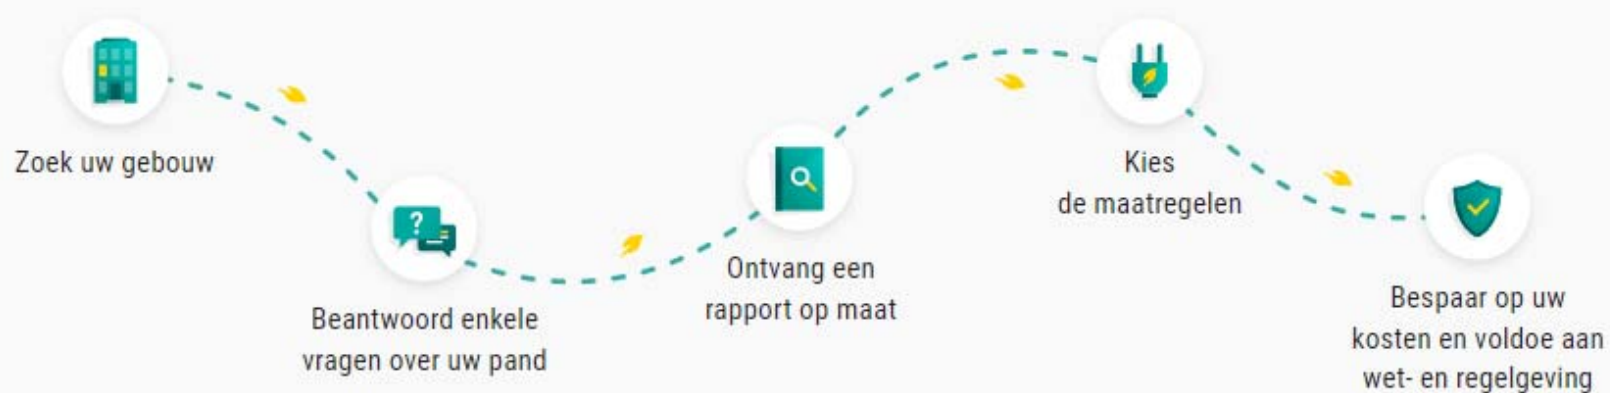 Zoek uw gebouw
?
Beantwoord enkele
vragen over uw pand
Ontvang een
rapport op maat
Kies
de maatregelen
Bespaar op uw
kosten en voldoe aan
wet- en regelgeving